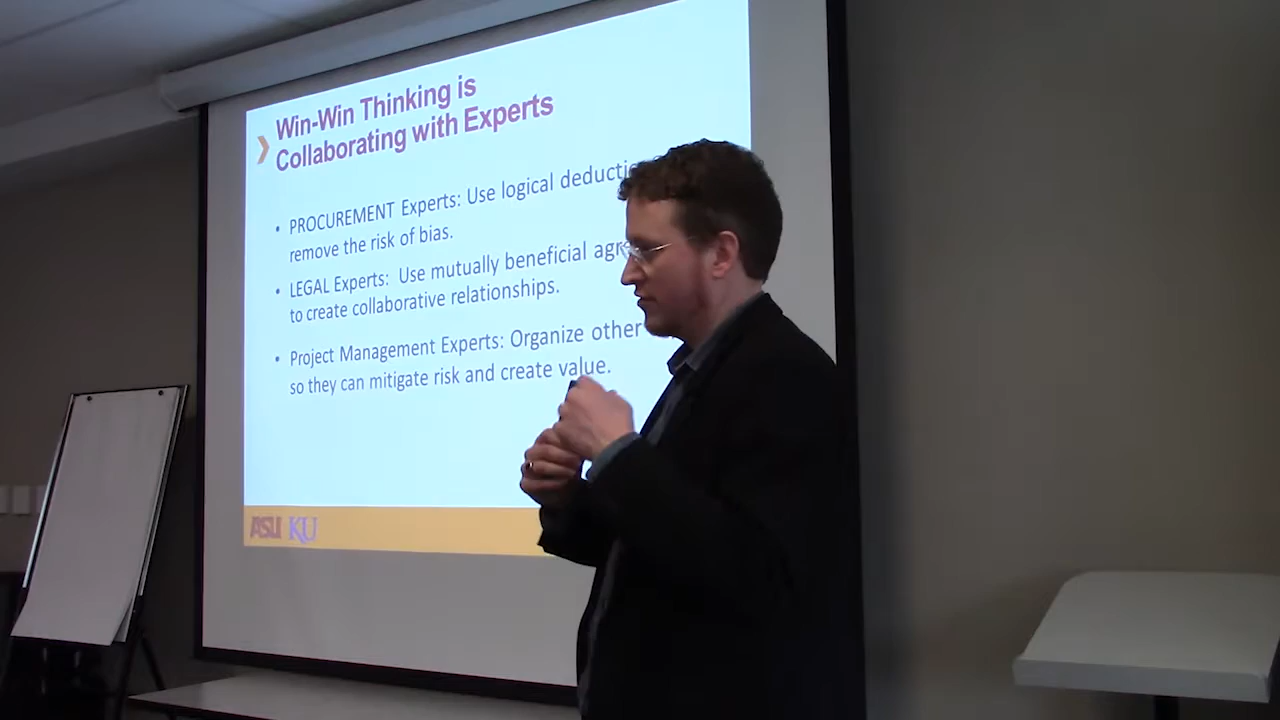 Win-Win Thinking is
Collaborating with Experts
• PROCUREMENT Experts: Use logical
remove the risk of bias.
• LEGAL Experts: Use mutually beneficial
to create collaborative relationships.
• Project Management Experts: Organize other
so they can mitigate risk and create value.
ASU KU